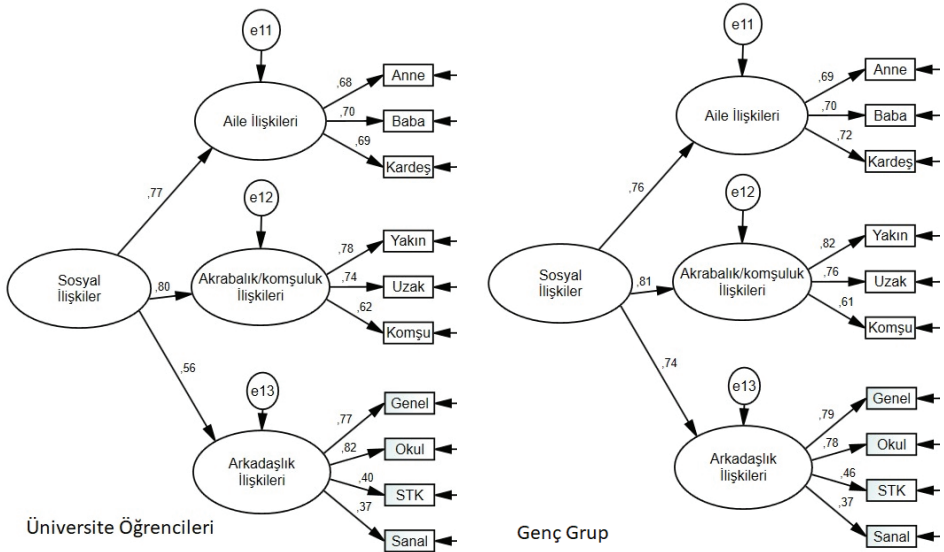 e11
Aile İlişkileri
,68
Anne
,70
Baba
,69
Kardeş
,77
e12
Sosyal
İlişkiler
,80
Akrabalık/komşuluk
İlişkileri
,78
Yakın
,74
Uzak
,62
Komşu
,56
e13
Arkadaşlık
İlişkileri
,77
Genel
,82
Okul
,40
STK
,37
Sanal
Üniversite Öğrencileri
e11
Aile İlişkileri
,69
Anne
,70
Baba
,72
Kardeş
,76
e12
Sosyal
İlişkiler
,81
Akrabalık/komşuluk
İlişkileri
,82
Yakın
,76
Uzak
,61
Komşu
,74
e13
Arkadaşlık
İlişkileri
,79
Genel
,78
Okul
,46
STK
,37
Sanal
Genç Grup